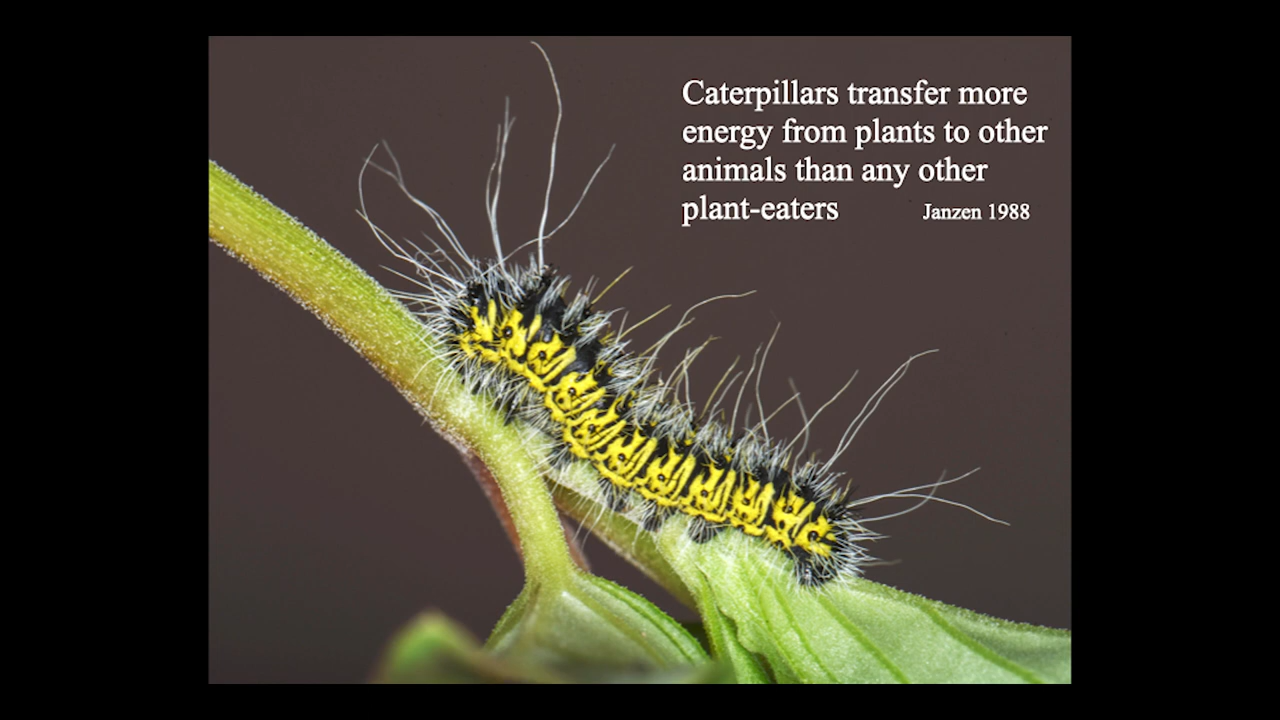 Caterpillars transfer more
energy from plants to other
animals than any other
plant-eaters Janzen 1988